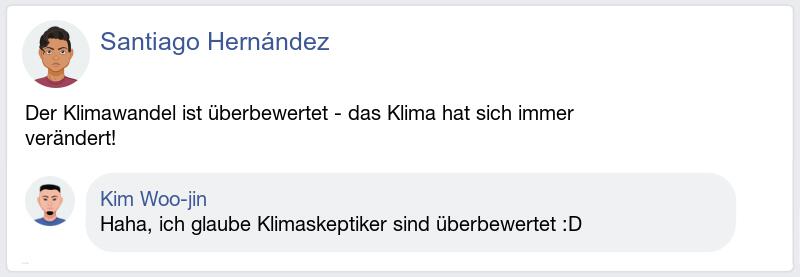 Santiago Hernández
Der Klimawandel ist überbewertet - das Klima hat sich immer
verändert!
Kim Woo-jin
Haha, ich glaube Klimaskeptiker sind überbewertet :D